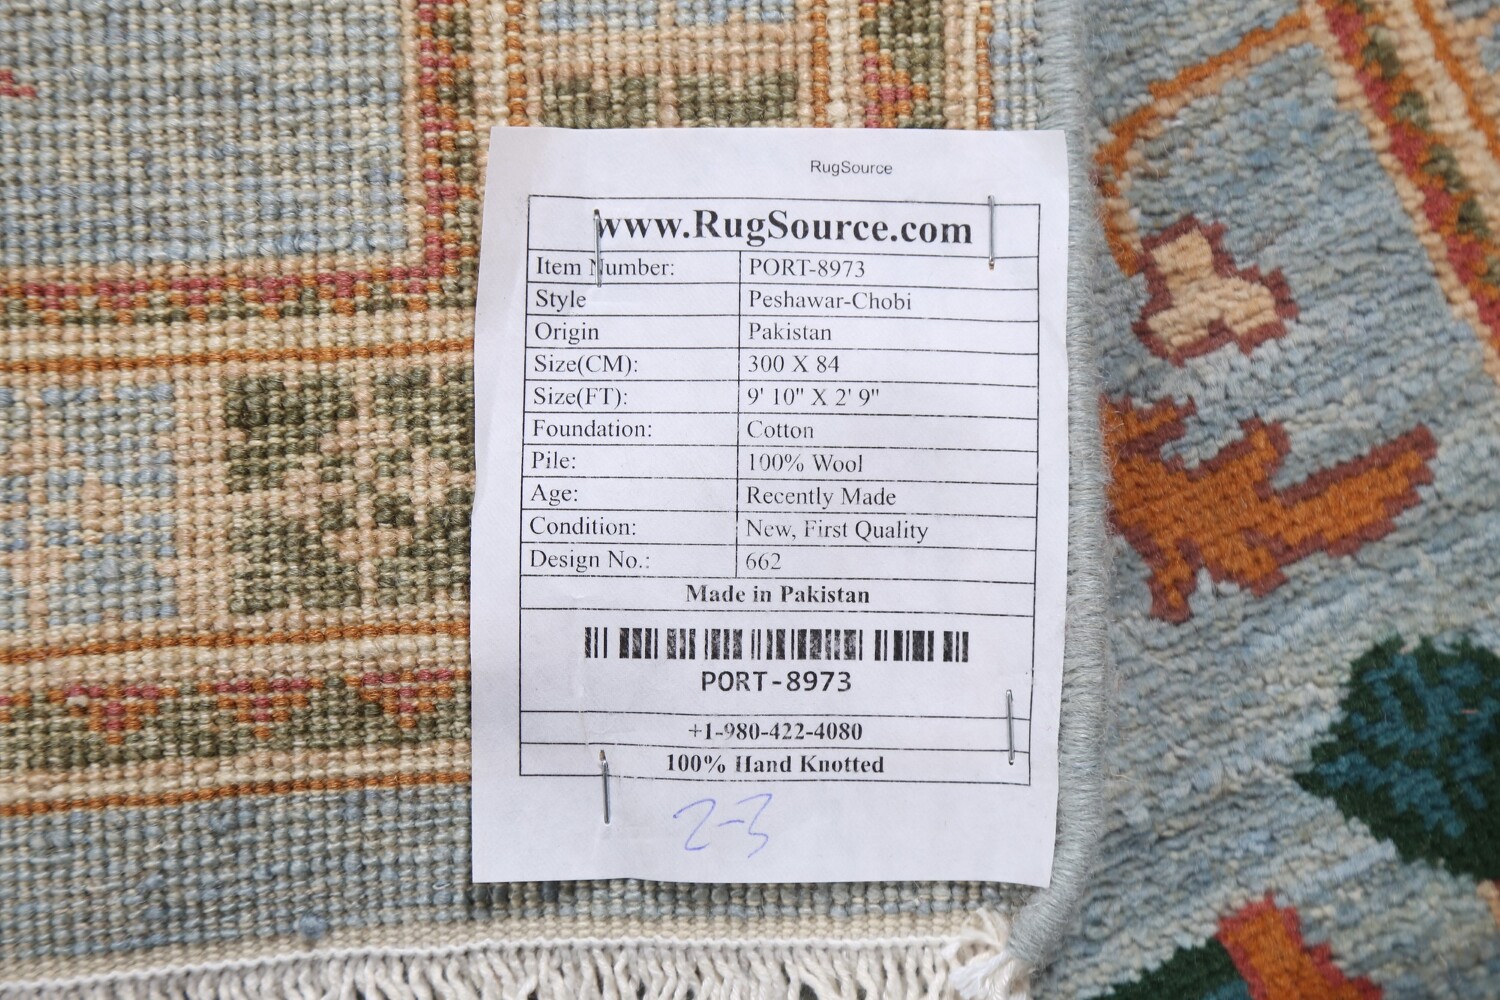 RugSource
www.RugSource.com
Item Number: PORT-8973
Style Peshawar-Chobi
Origin Pakistan
Size(CM): 300 X 84
Size(FT): 9' 10" X 2' 9"
Foundation: Cotton
Pile: 100% Wool
Age: Recently Made
Condition: New, First Quality
Design No.: 662
Made in Pakistan
PORT-8973
+1-980-422-4080
100% Hand Knotted
2-3